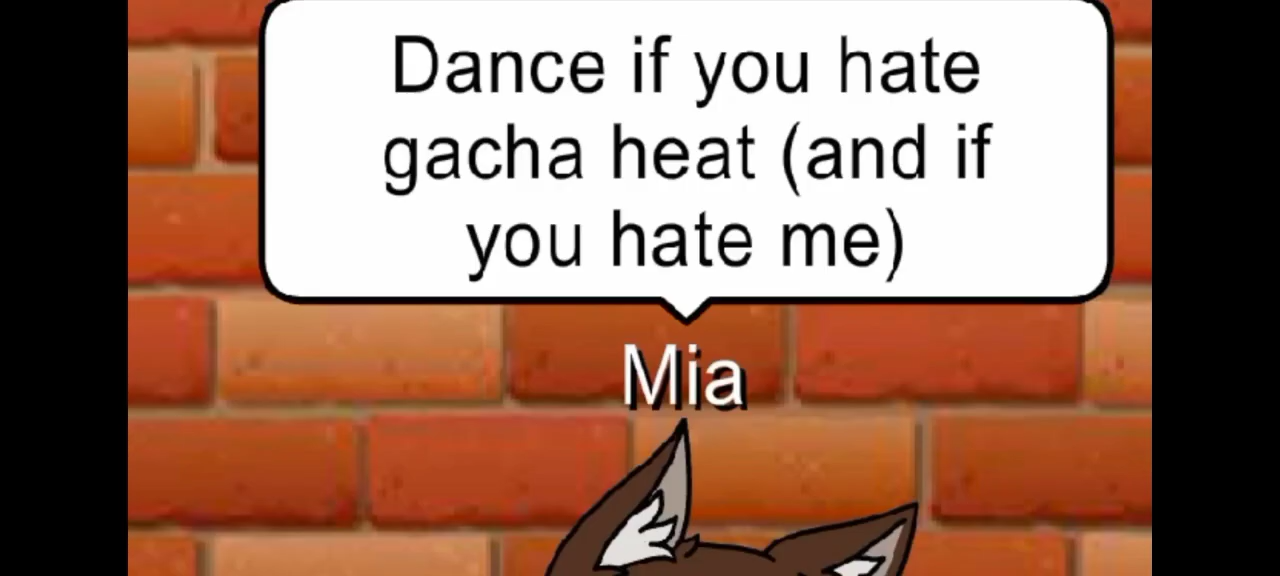 Dance if you hate
gacha heat (and if
you hate me)
Mia